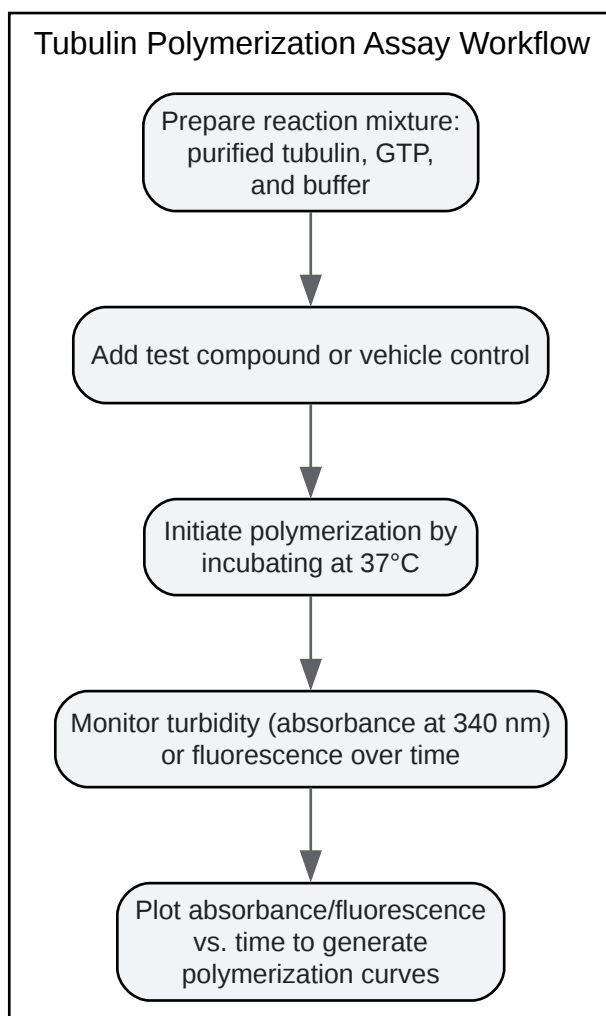 Tubulin Polymerization Assay Workflow
Prepare reaction mixture:
purified tubulin, GTP,
and buffer
Add test compound or vehicle control
Initiate polymerization by
incubating at 37°C
Monitor turbidity (absorbance at 340 nm)
or fluorescence over time
Plot absorbance/fluorescence
vs. time to generate
polymerization curves